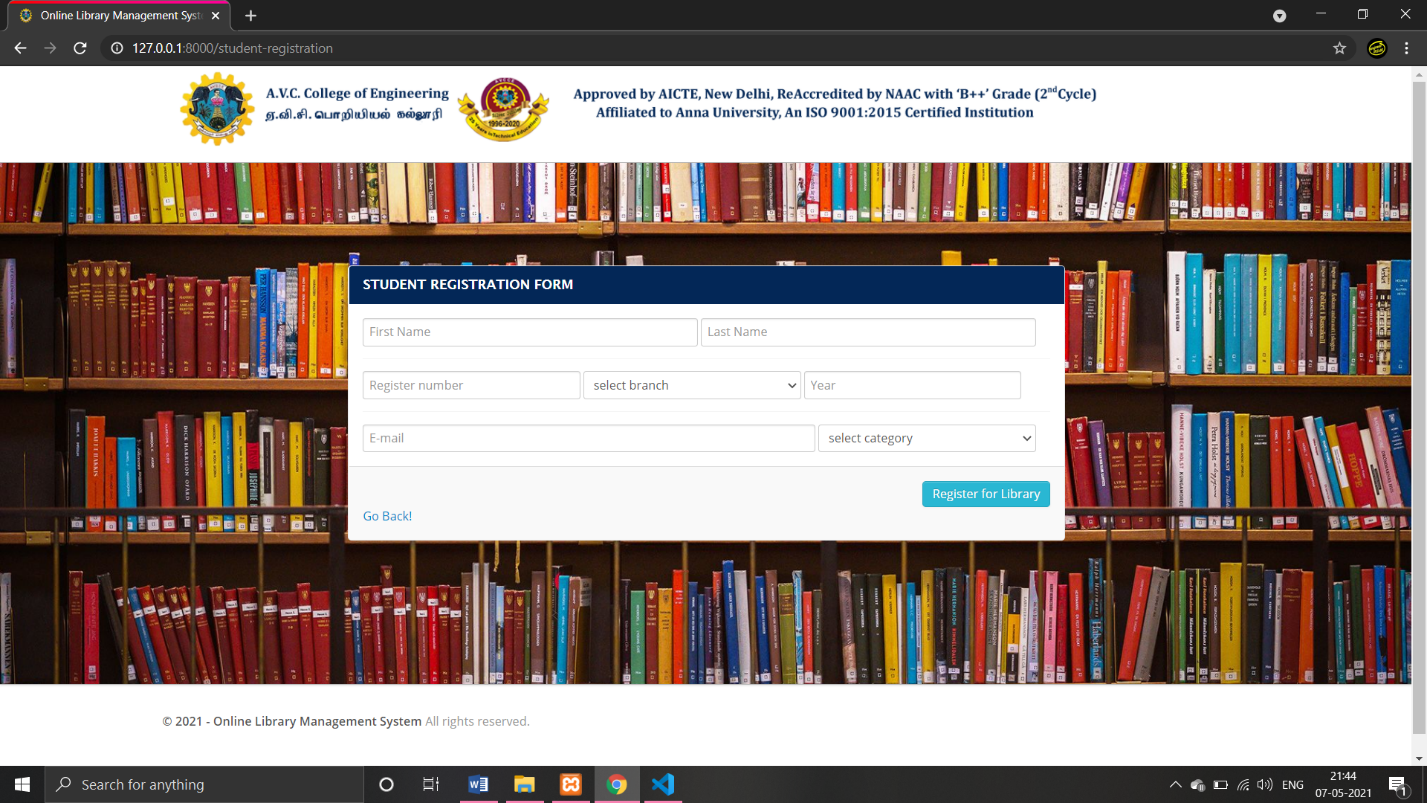 Online Library Management Syst
127.0.0.1:8000/student-registration
A.V.C. College of Engineering
ஏ.வி.சி. பொறியியல் கல்லூரி
1996-2020
Approved by AICTE, New Delhi, ReAccredited by NAAC with ‘B++’ Grade (2nd Cycle)
Affiliated to Anna University, An ISO 9001:2015 Certified Institution
STUDENT REGISTRATION FORM
First Name
Last Name
Register number
select branch
Year
E-mail
select category
Register for Library
Go Back!
© 2021 - Online Library Management System All rights reserved.
Search for anything
ENG
21:44
07-05-2021
1